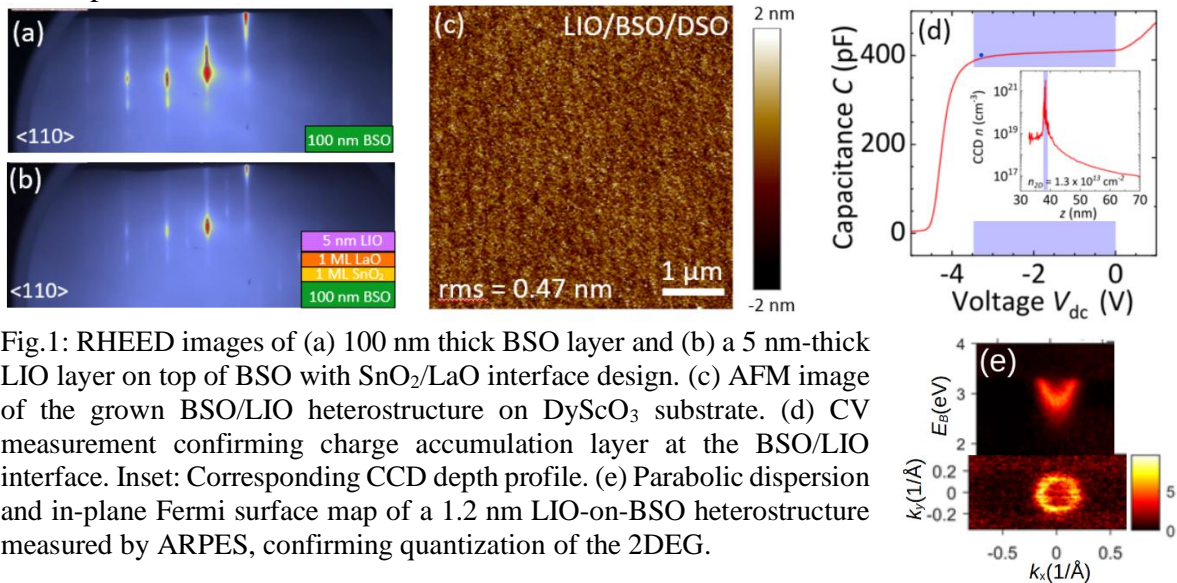 (a)
<110>
100 nm BSO
(b)
<110>
5 nm LIO
1 ML LaO
1 ML SnO₂
100 nm BSO
(c)
LIO/BSO/DSO
rms = 0.47 nm
1 µm
2 nm
-2 nm
(d)
Capacitance C (pF)
400
200
0
-4
-2
0
Voltage V_dc (V)
CCD n (cm⁻³)
10²¹
10¹⁹
10¹⁷
n_2D = 1.3 x 10¹³ cm⁻²
30 40 50 60 70
z (nm)
Fig.1: RHEED images of (a) 100 nm thick BSO layer and (b) a 5 nm-thick
LIO layer on top of BSO with SnO₂/LaO interface design. (c) AFM image
of the grown BSO/LIO heterostructure on DyScO₃ substrate. (d) CV
measurement confirming charge accumulation layer at the BSO/LIO
interface. Inset: Corresponding CCD depth profile. (e) Parabolic dispersion
and in-plane Fermi surface map of a 1.2 nm LIO-on-BSO heterostructure
measured by ARPES, confirming quantization of the 2DEG.
(e)
E_B(eV)
4
3
2
k_y(1/Å)
0.2
0
-0.2
-0.5 0 0.5
k_x(1/Å)
5
0